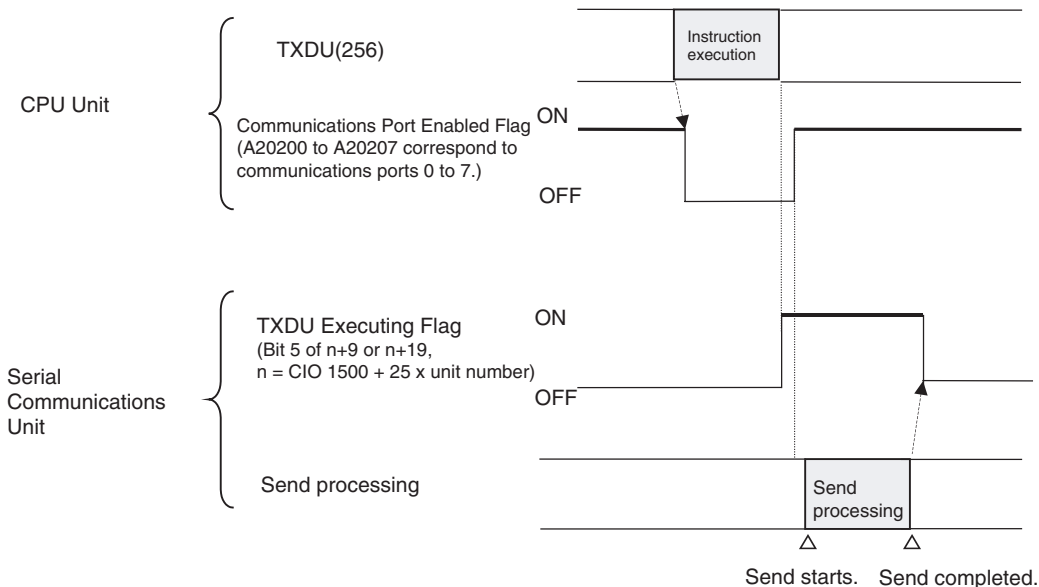 CPU Unit
TXDU(256)
Instruction
execution
Communications Port Enabled Flag
(A20200 to A20207 correspond to
communications ports 0 to 7.)
ON
OFF
Serial
Communications
Unit
TXDU Executing Flag
(Bit 5 of n+9 or n+19,
n = CIO 1500 + 25 x unit number)
ON
OFF
Send processing
Send
processing
Send starts.
Send completed.